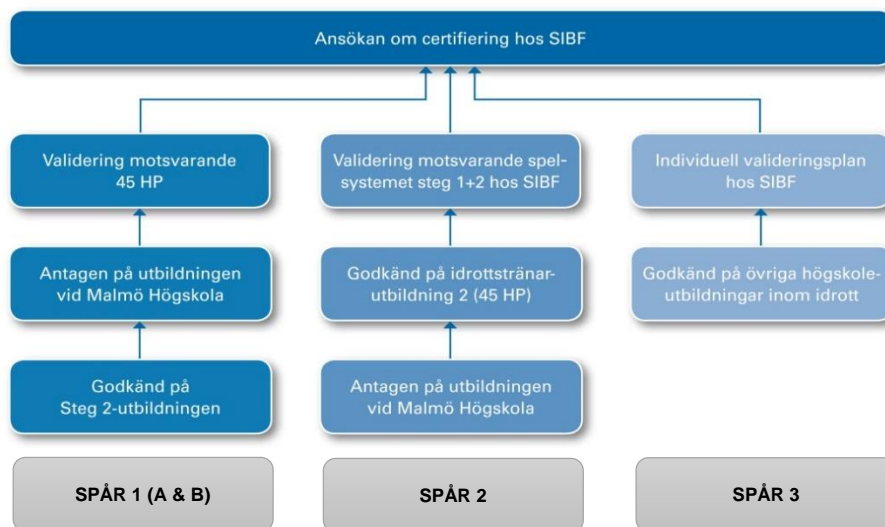 Ansökan om certifiering hos SIBF
Validering motsvarande
45 HP
Validering motsvarande spel-
systemet steg 1+2 hos SIBF
Individuell valideringsplan
hos SIBF
Antagen på utbildningen
vid Malmö Högskola
Godkänd på idrottstränar-
utbildning 2 (45 HP)
Godkänd på övriga högskole-
utbildningar inom idrott
Godkänd på
Steg 2-utbildningen
Antagen på utbildningen
vid Malmö Högskola
SPÅR 1 (A & B)
SPÅR 2
SPÅR 3